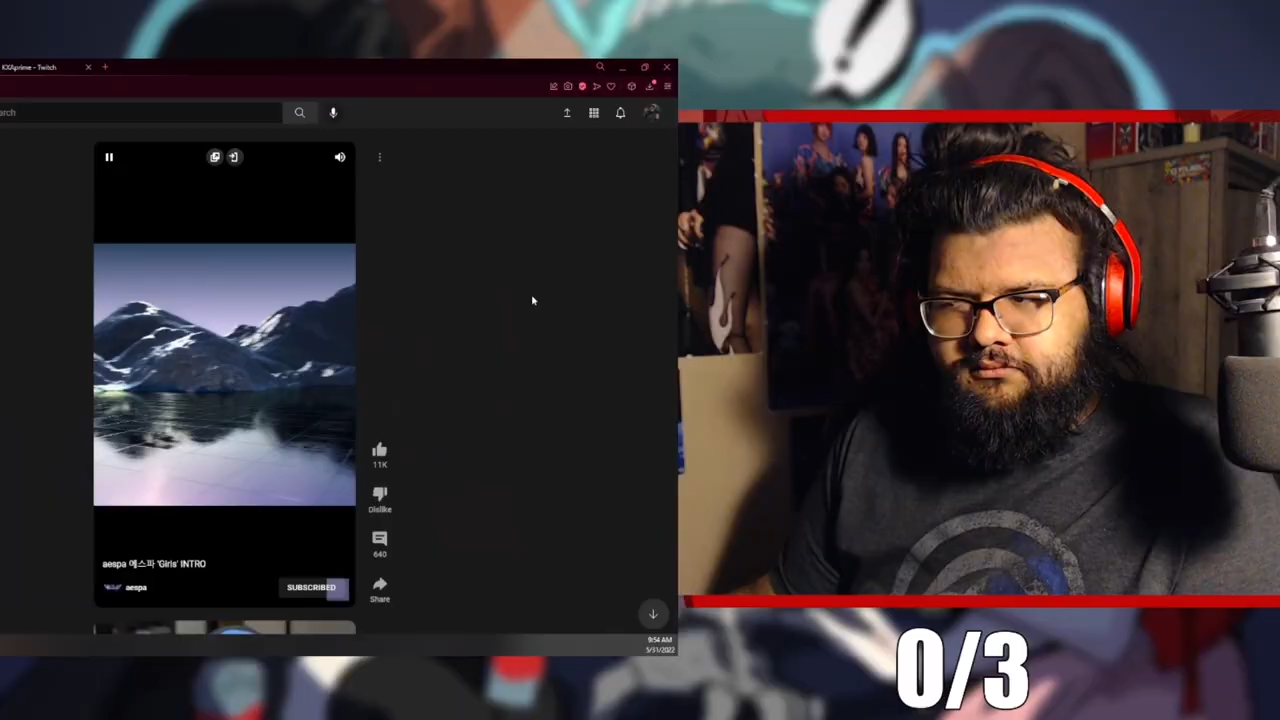 KXAprime - Twitch
arch
11K
Dislike
640
aespa 에스파 'Girls' INTRO
aespa
SUBSCRIBED
Share
9:54 AM
5/31/2022
0/3